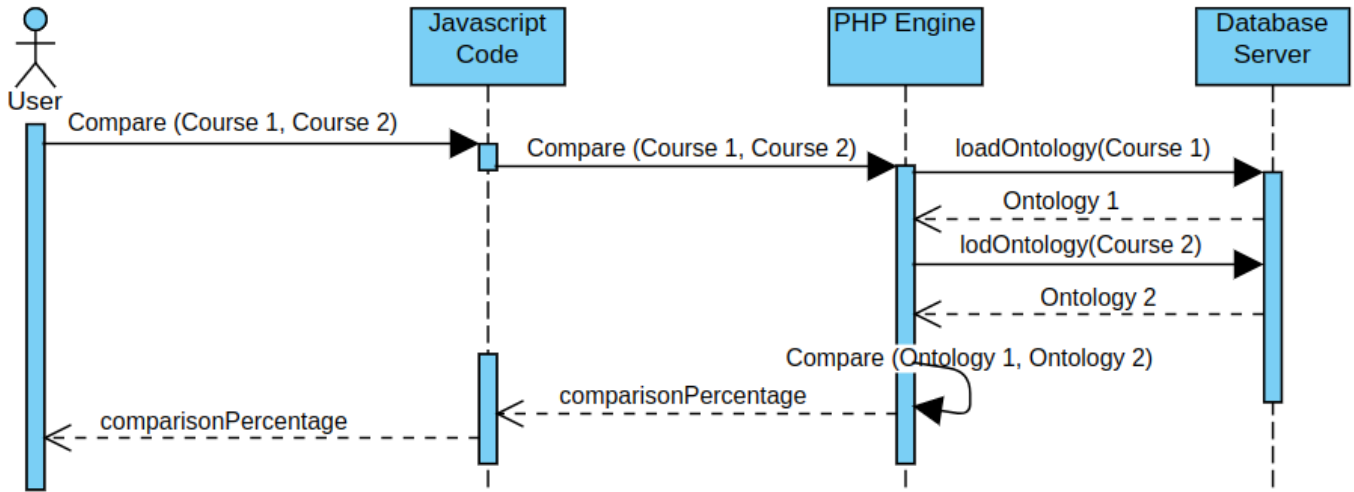 Javascript
Code
PHP Engine
Database
Server
User
Compare (Course 1, Course 2)
Compare (Course 1, Course 2)
loadOntology(Course 1)
Ontology 1
lodOntology(Course 2)
Ontology 2
Compare (Ontology 1, Ontology 2)
comparisonPercentage
comparisonPercentage